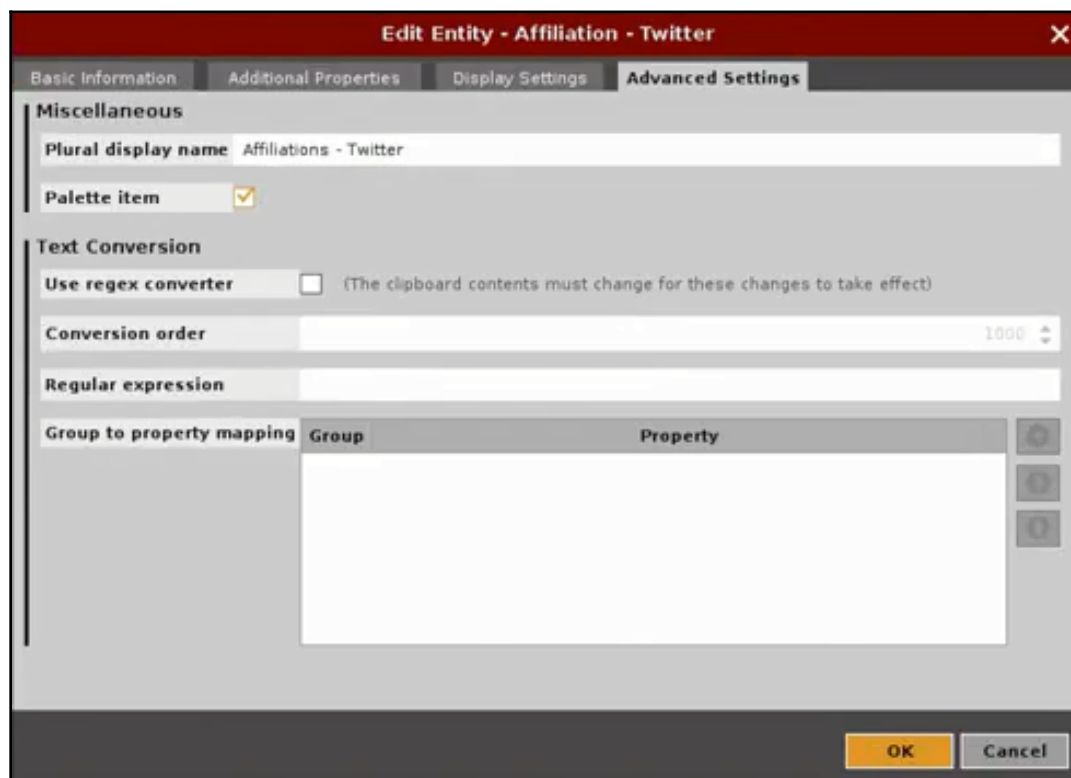 Edit Entity - Affiliation - Twitter
Basic Information Additional Properties Display Settings Advanced Settings
Miscellaneous
Plural display name Affiliations - Twitter
Palette item
Text Conversion
Use regex converter (The clipboard contents must change for these changes to take effect)
Conversion order 1000
Regular expression
Group to property mapping Group Property
OK Cancel